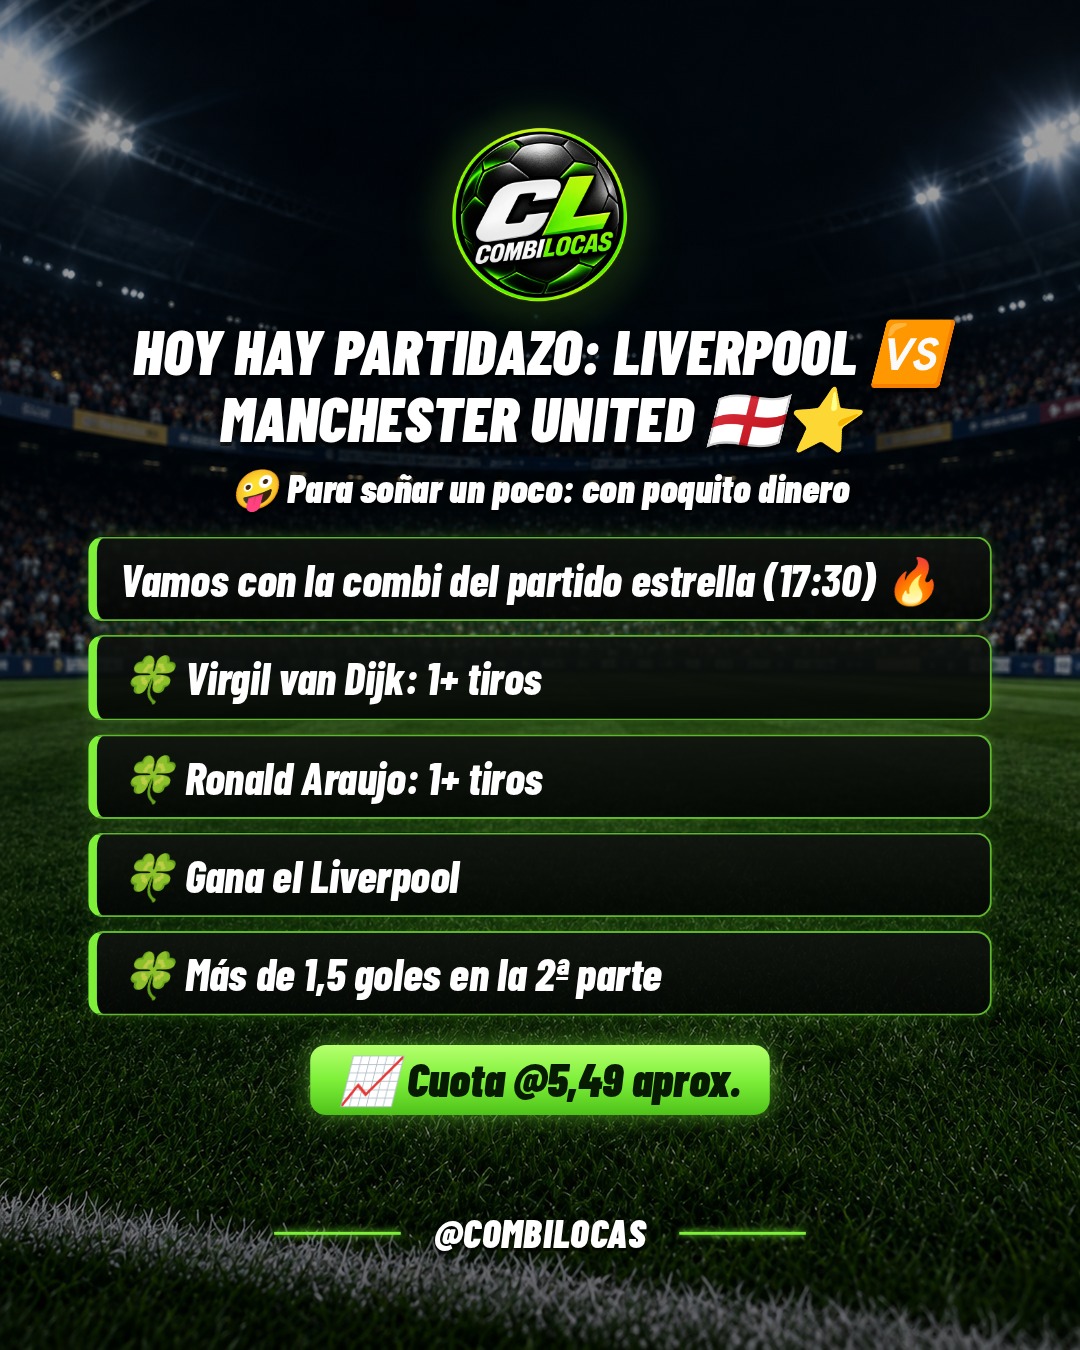 CL
COMBILOCAS
HOY HAY PARTIDAZO: LIVERPOOL 🆚
MANCHESTER UNITED 🏴󠁧󠁢󠁥󠁮󠁧󠁿⭐
🤪 Para soñar un poco: con poquito dinero
Vamos con la combi del partido estrella (17:30) 🔥
🍀 Virgil van Dijk: 1+ tiros
🍀 Ronald Araujo: 1+ tiros
🍀 Gana el Liverpool
🍀 Más de 1,5 goles en la 2ª parte
📈 Cuota @5,49 aprox.
@COMBILOCAS